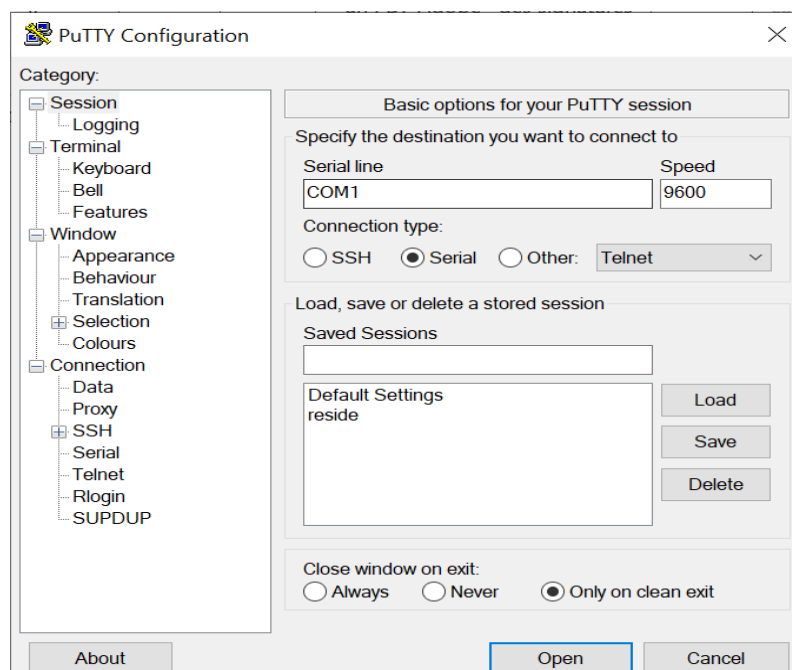 PuTTY Configuration
Category:
Session
Logging
Terminal
Keyboard
Bell
Features
Window
Appearance
Behaviour
Translation
Selection
Colours
Connection
Data
Proxy
SSH
Serial
Telnet
Rlogin
SUPDUP
Basic options for your PuTTY session
Specify the destination you want to connect to
Serial line Speed
COM1 9600
Connection type:
SSH Serial Other: Telnet
Load, save or delete a stored session
Saved Sessions
Default Settings
reside
Load
Save
Delete
Close window on exit:
Always Never Only on clean exit
About Open Cancel